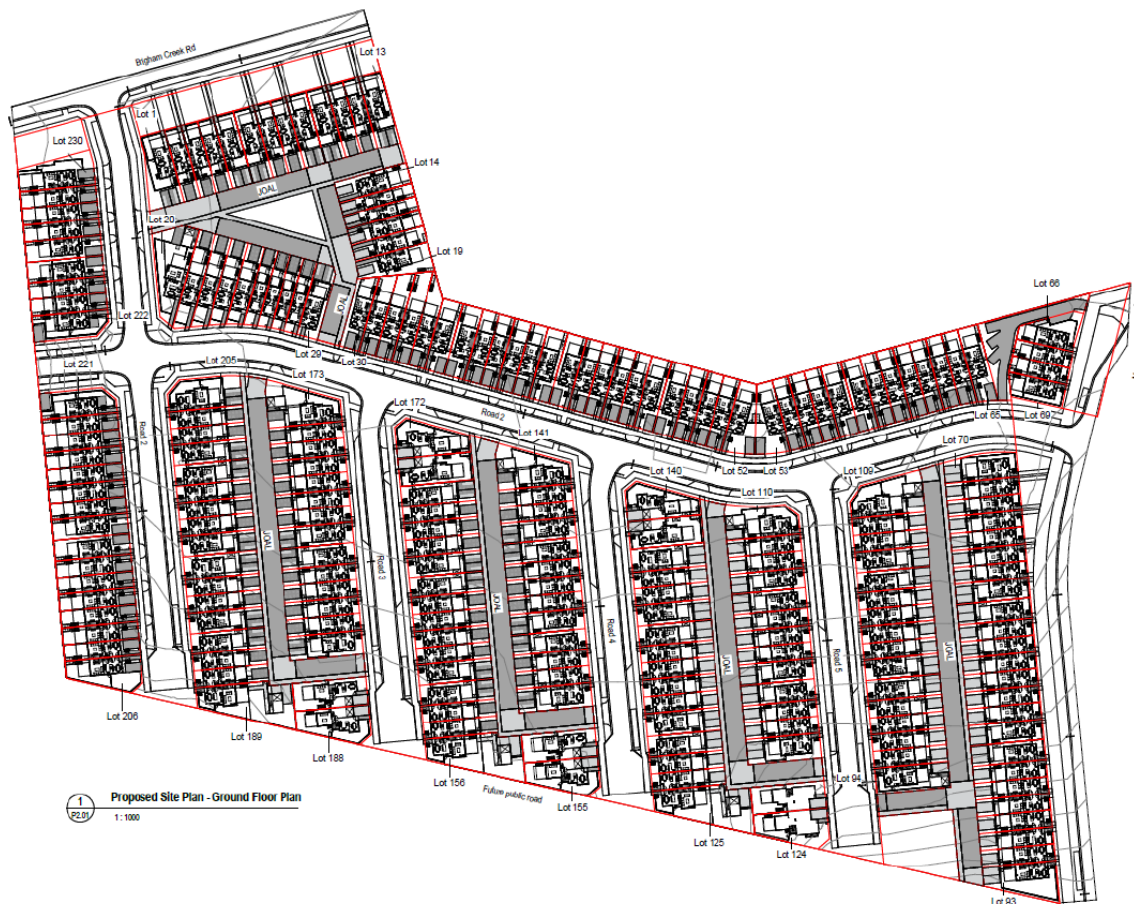 Brigham Creek Rd
Lot 13
Lot 1
Lot 230
Lot 14
JOAL
Lot 20
Lot 19
Lot 66
JOAL
Lot 222
Lot 29
Lot 30
Lot 221
Lot 205
Lot 173
Lot 172
Road 2
Lot 65
Lot 69
Road 2
Lot 141
Lot 70
Lot 140
Lot 52
Lot 53
Lot 109
Lot 110
JOAL
Road 3
JOAL
Road 4
JOAL
Road 5
JOAL
Lot 206
Lot 189
Lot 188
Lot 156
Future public road
Lot 155
Lot 94
Lot 125
Lot 124
Lot 93
1
P2.01
Proposed Site Plan - Ground Floor Plan
1 : 1000